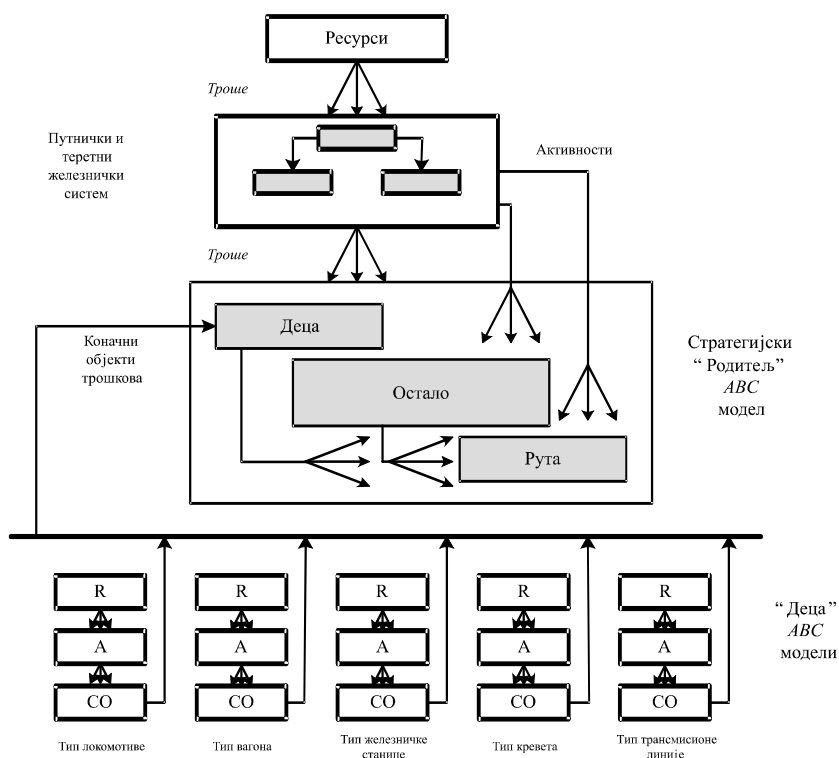 Ресурси
Троше
Путнички и
теретни
железнички
систем
Активности
Троше
Деца
Коначни
објекти
трошкова
Остало
Рута
Стратегијски
“ Родитељ”
ABC
модел
R
R
R
R
R
A
A
A
A
A
CO
CO
CO
CO
CO
“ Деца”
ABC
модели
Тип локомотиве
Тип вагона
Тип железничке
станице
Тип кревета
Тип трансмисионе
линије